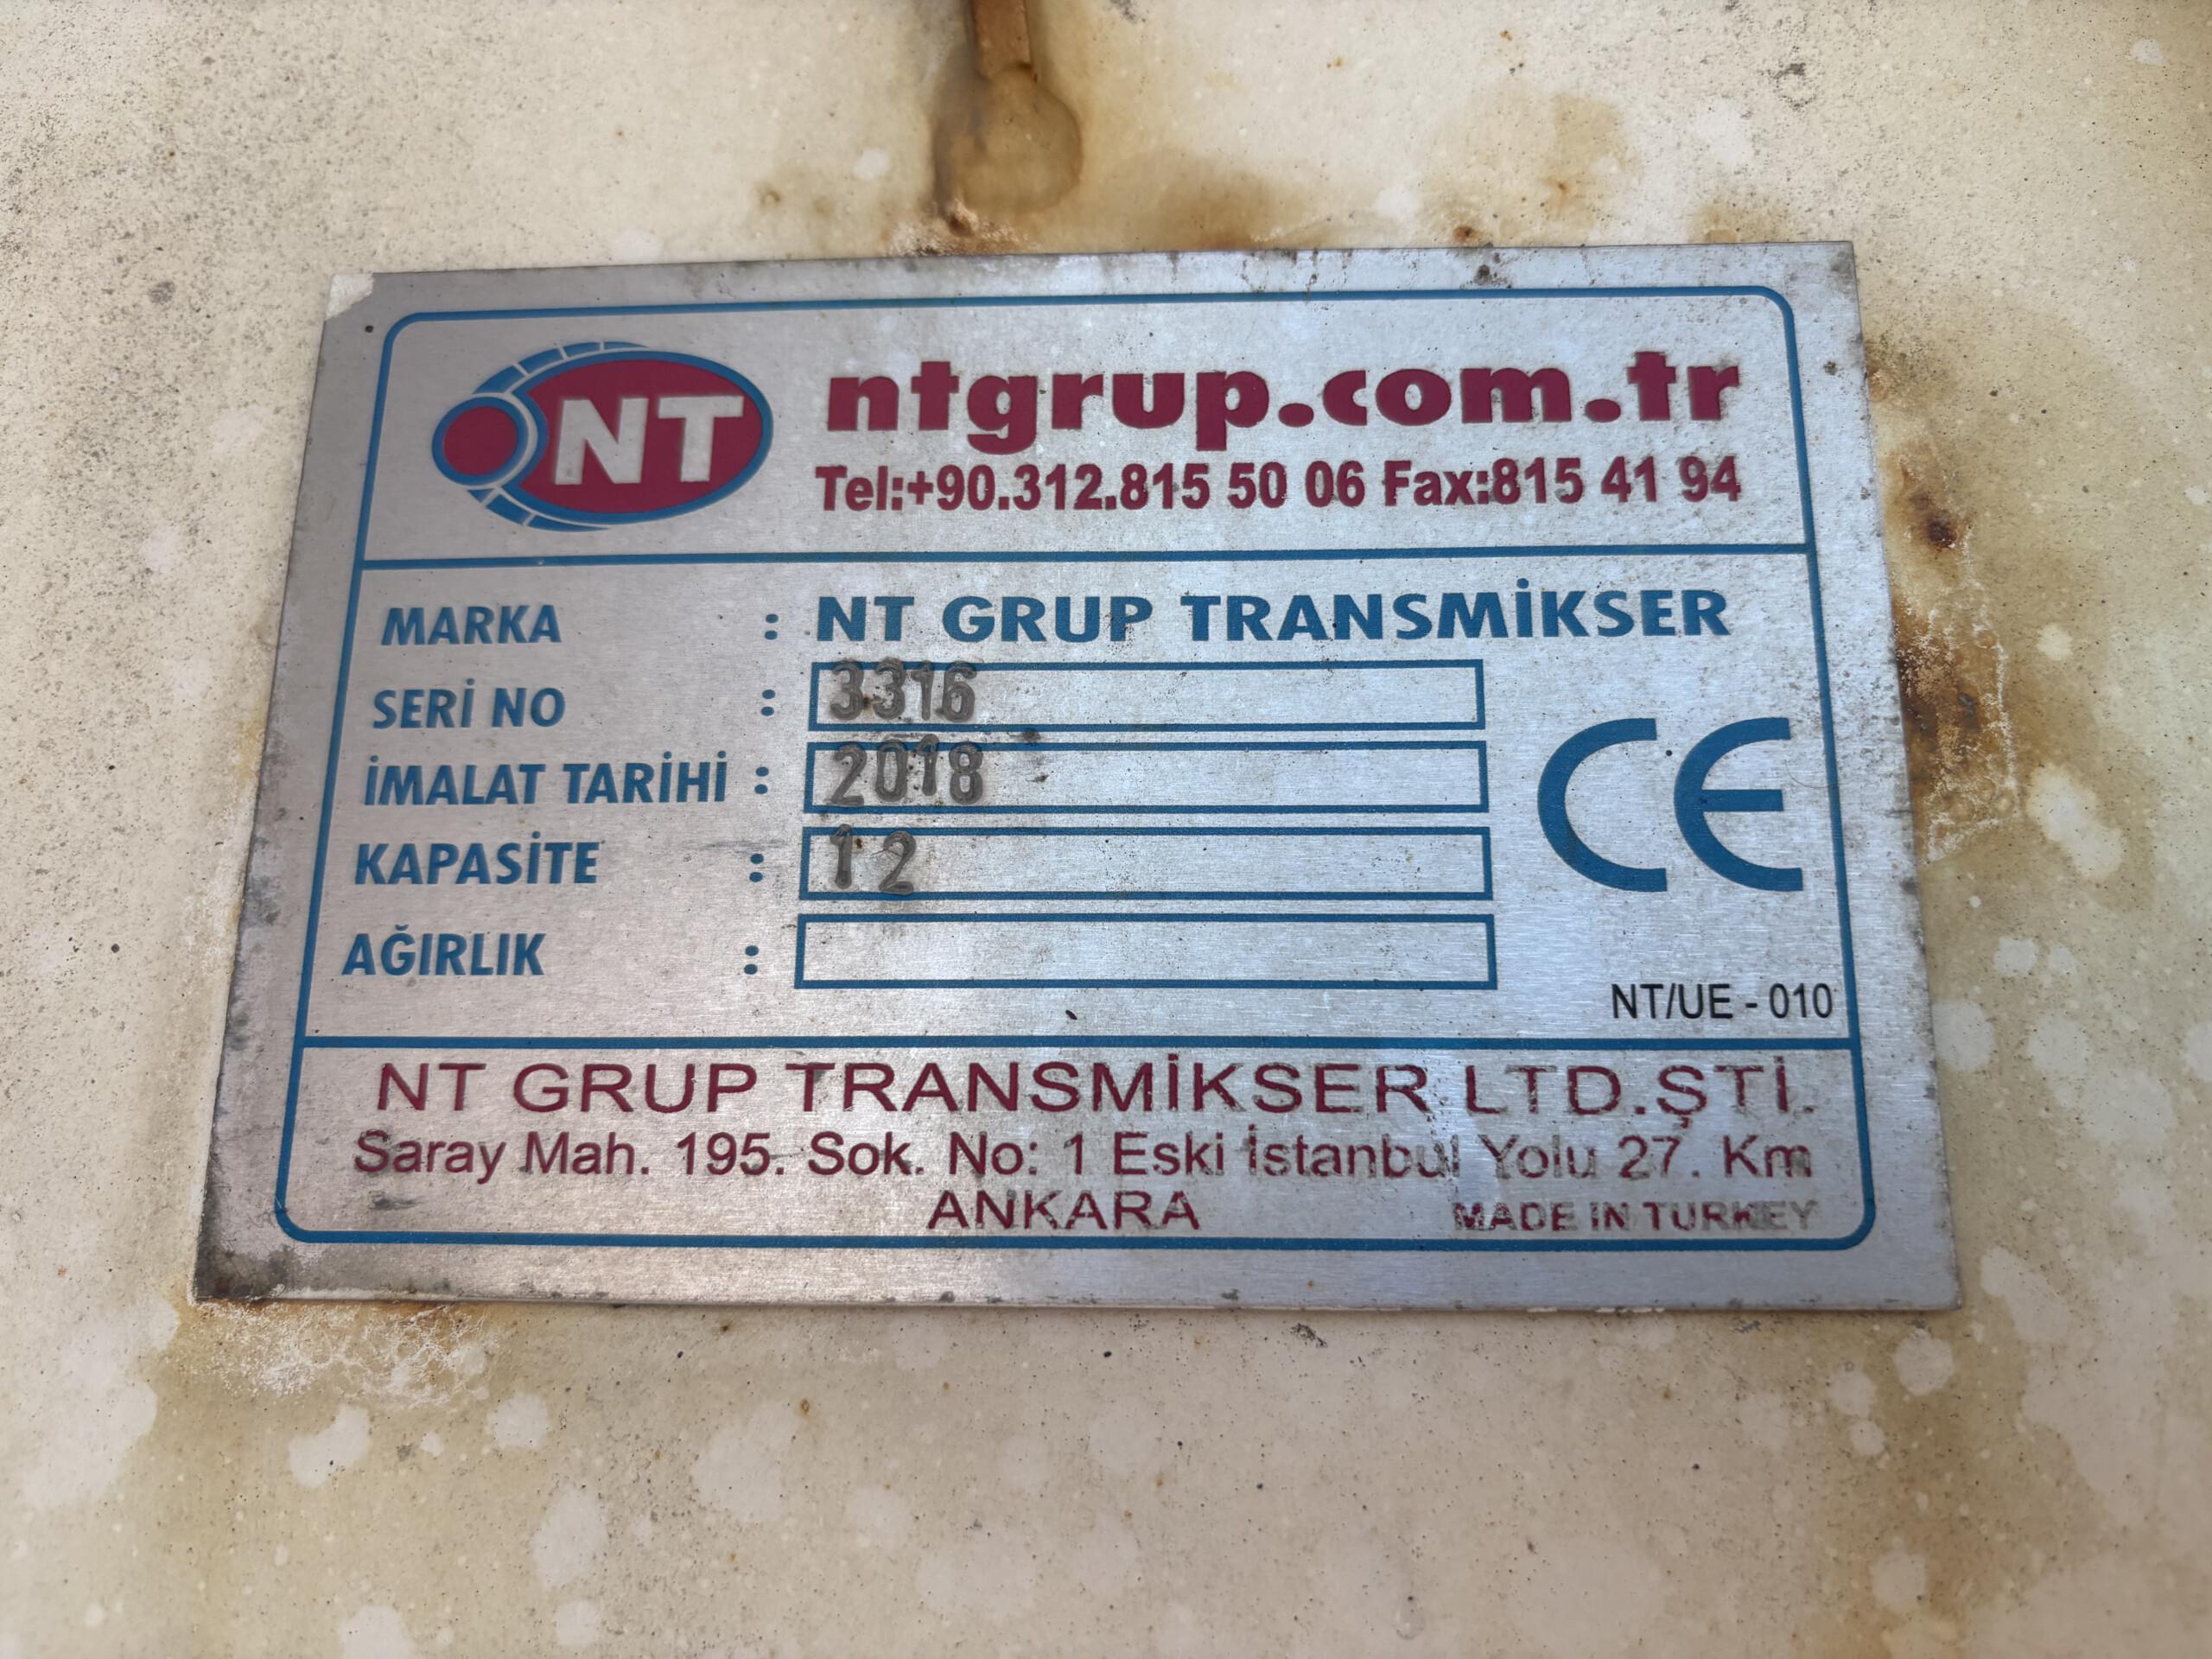 NT
ntgrup.com.tr
Tel:+90.312.815 50 06 Fax:815 41 94
MARKA : NT GRUP TRANSMİKSER
SERİ NO : 3316
İMALAT TARİHİ : 2018
KAPASİTE : 12
AĞIRLIK :
CE
NT/UE - 010
NT GRUP TRANSMİKSER LTD.ŞTİ.
Saray Mah. 195. Sok. No: 1 Eski İstanbul Yolu 27. Km
ANKARA
MADE IN TURKEY